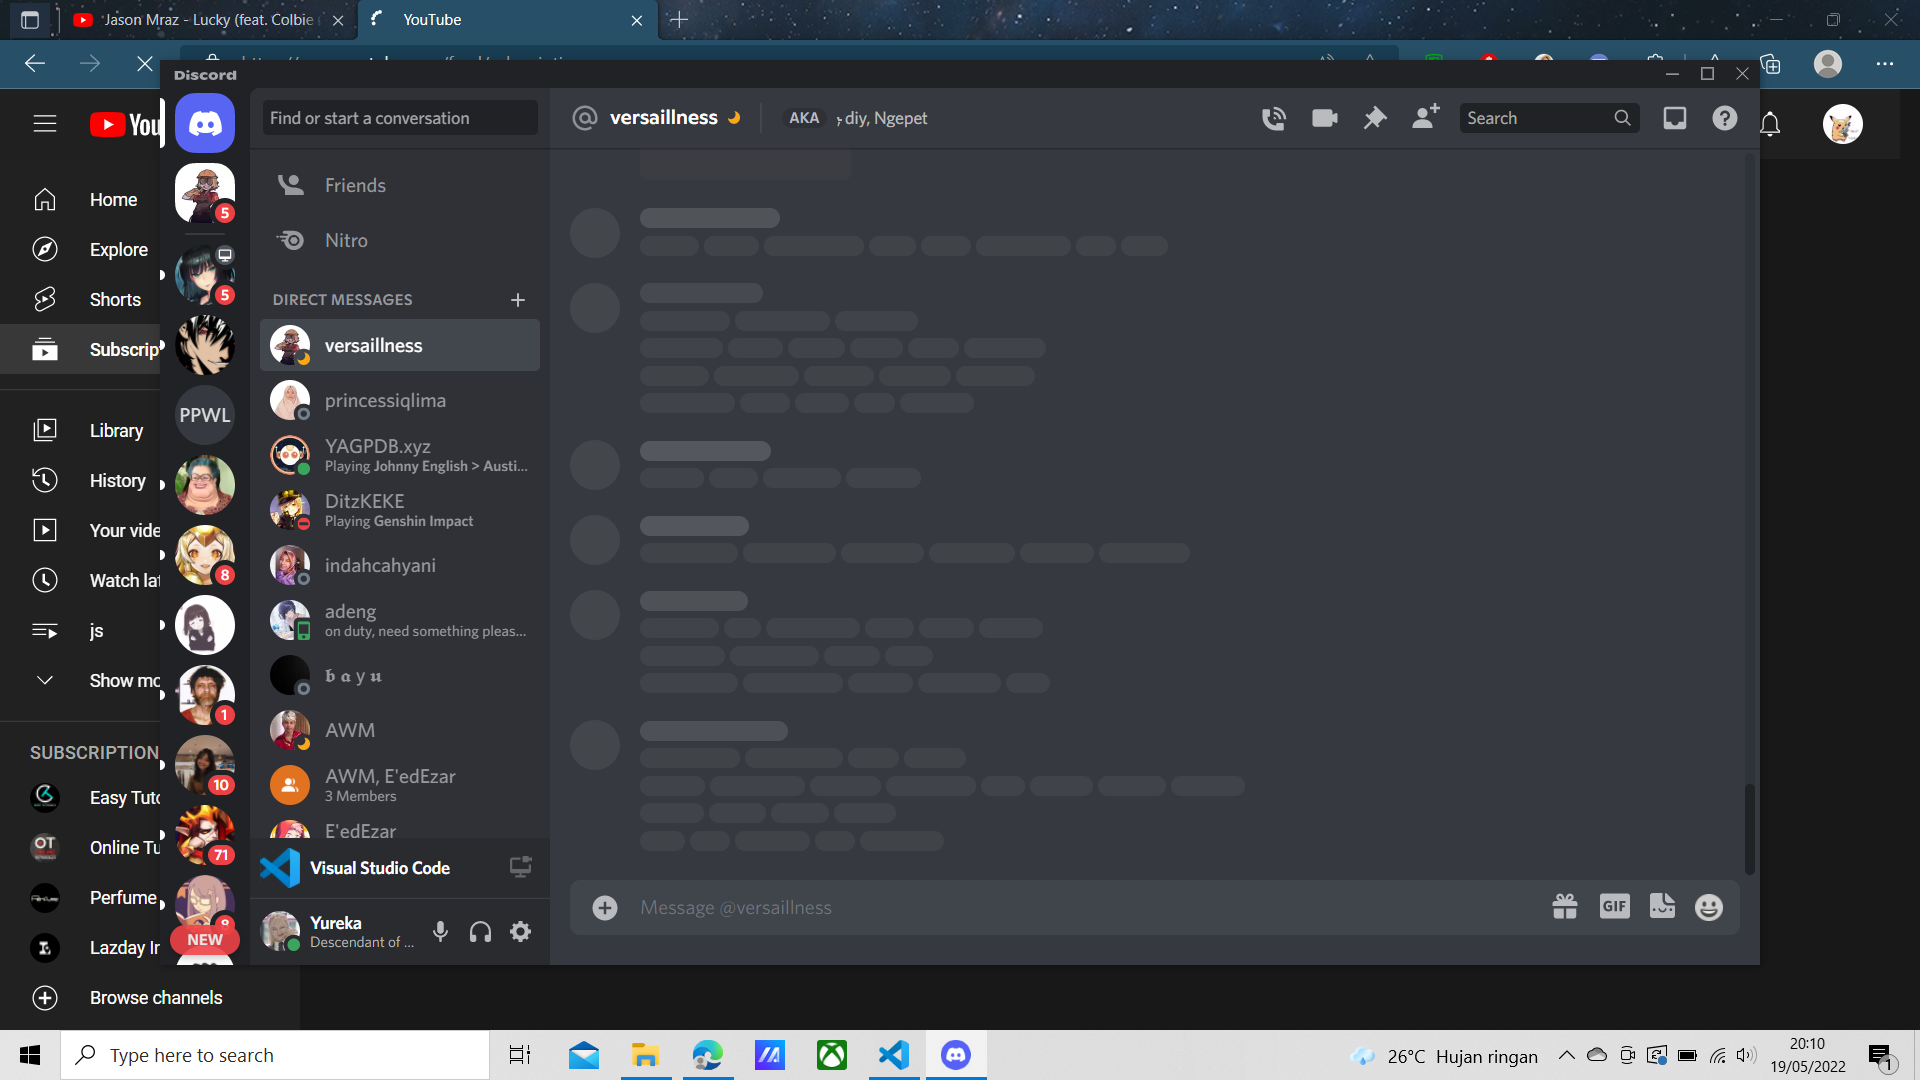 Jason Mraz - Lucky (feat. Colbie
YouTube
Discord
You
Home
Explore
Shorts
Subscrip
Library
History
Your vide
Watch lat
js
Show mo
SUBSCRIPTION
Easy Tuto
Online Tu
Perfume
Lazday In
Browse channels
5
5
PPWL
8
1
10
71
8
NEW
Find or start a conversation
Friends
Nitro
DIRECT MESSAGES
versaillness
princessiqlima
YAGPDB.xyz
Playing Johnny English > Austi...
DitzKEKE
Playing Genshin Impact
indahcahyani
adeng
on duty, need something pleas...
𝖇 𝖆 y 𝖚
AWM
AWM, E'edEzar
3 Members
E'edEzar
Visual Studio Code
Yureka
Descendant of ...
versaillness
AKA
diy, Ngepet
Search
Message @versaillness
GIF
Type here to search
26°C Hujan ringan
20:10
19/05/2022
1